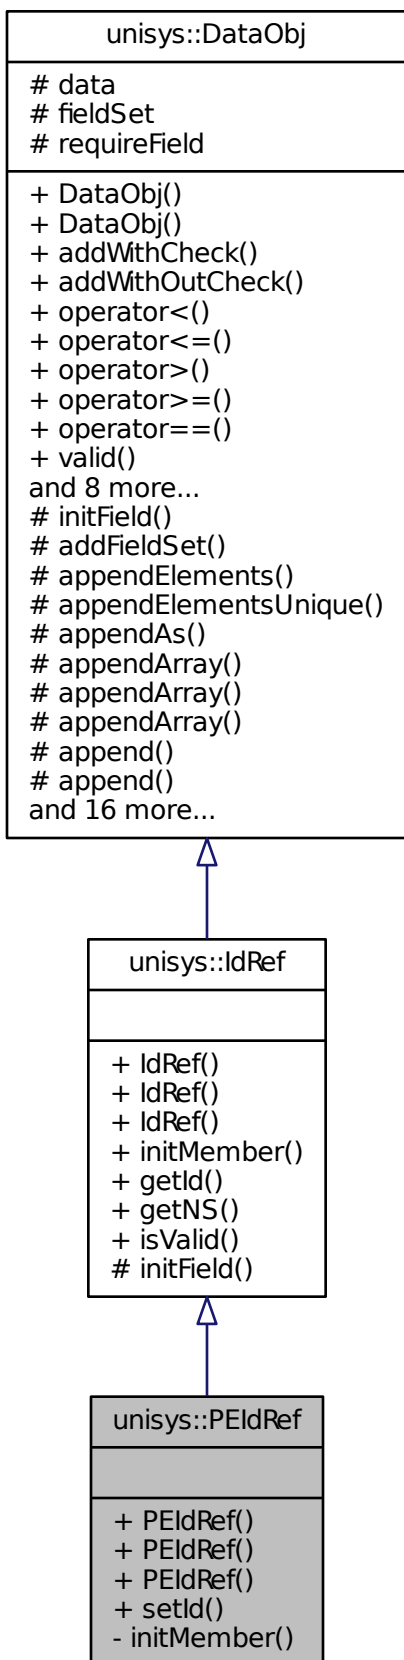 unisys::DataObj
# data
# fieldSet
# requireField
+ DataObj()
+ DataObj()
+ addWithCheck()
+ addWithOutCheck()
+ operator<()
+ operator<=()
+ operator>()
+ operator>=()
+ operator==()
+ valid()
and 8 more...
# initField()
# addFieldSet()
# appendElements()
# appendElementsUnique()
# appendAs()
# appendArray()
# appendArray()
# appendArray()
# append()
# append()
and 16 more...
unisys::IdRef
+ IdRef()
+ IdRef()
+ IdRef()
+ initMember()
+ getId()
+ getNS()
+ isValid()
# initField()
unisys::PEIdRef
+ PEIdRef()
+ PEIdRef()
+ PEIdRef()
+ setId()
- initMember()